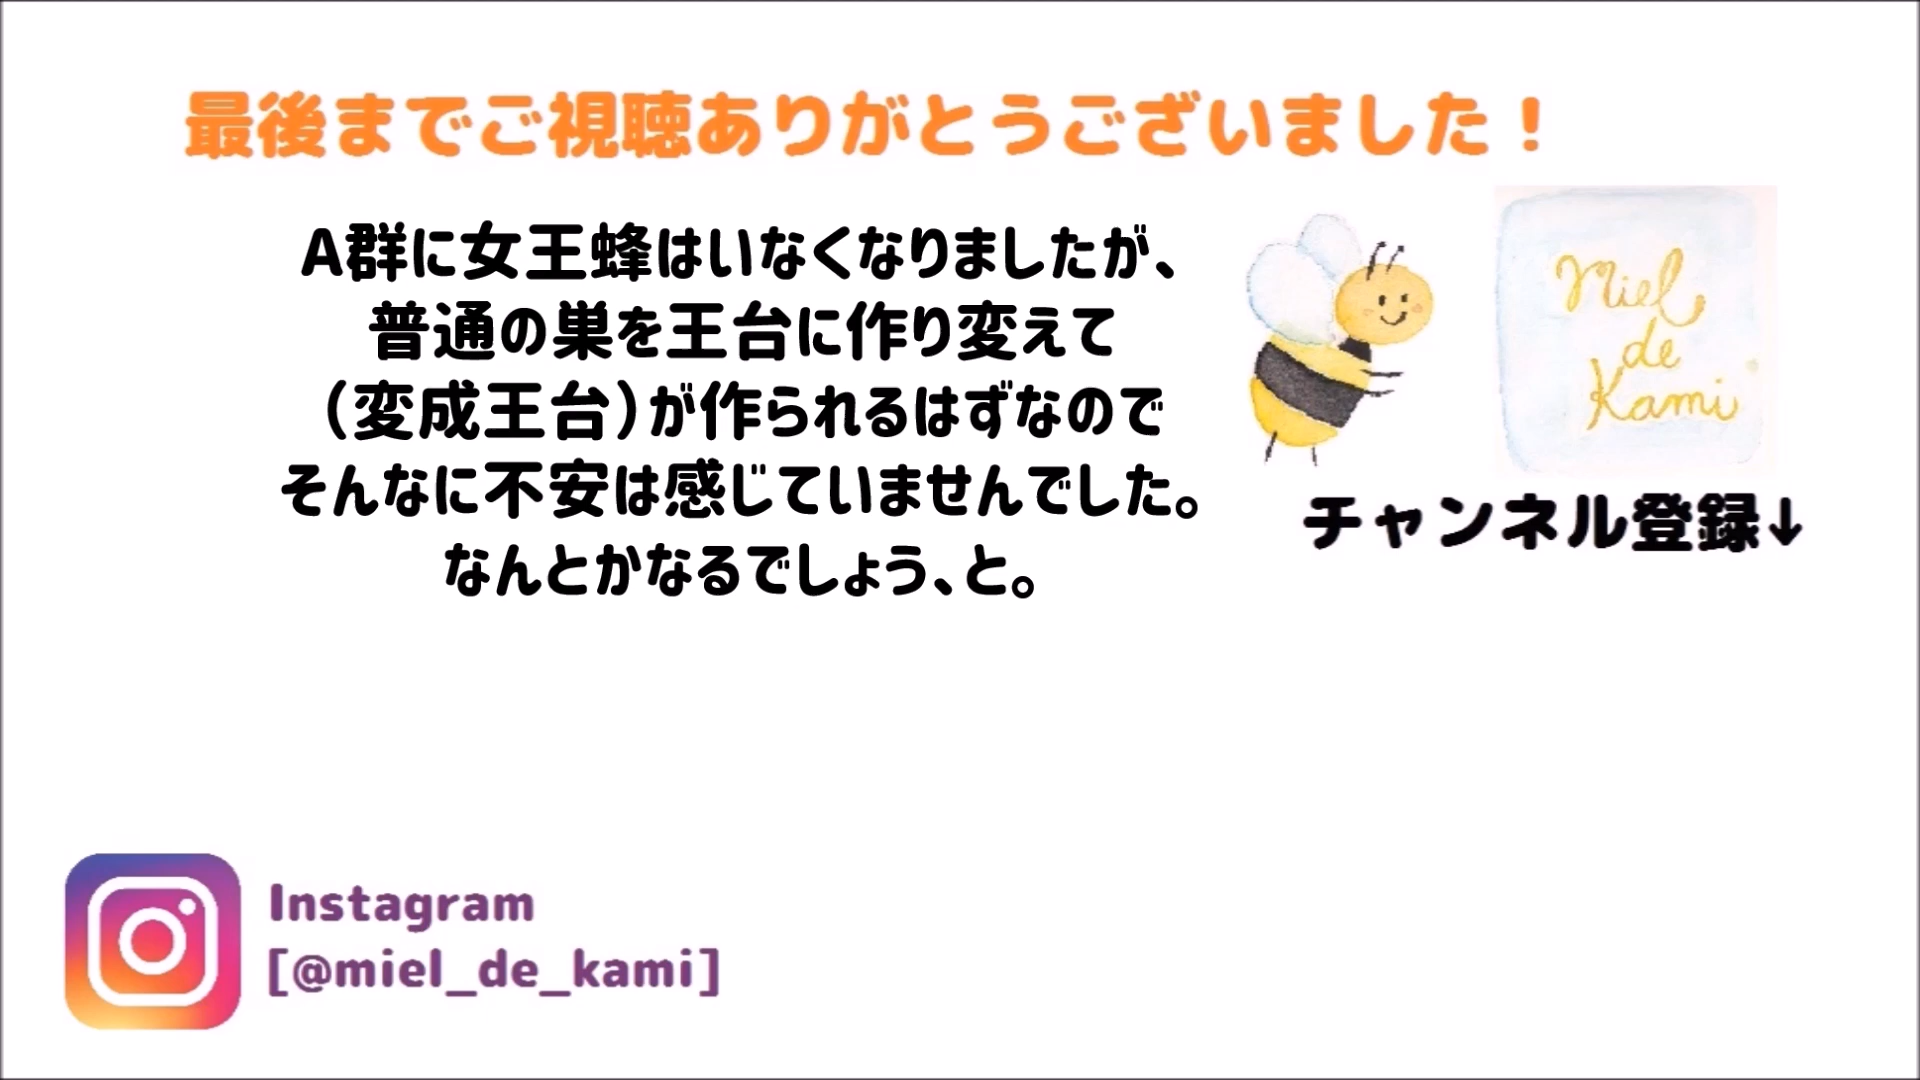 最後までご視聴ありがとうございました！
A群に女王蜂はいなくなりましたが、
普通の巣を王台に作り変えて
（変成王台）が作られるはずなので
そんなに不安は感じていませんでした。
なんとかなるでしょう、と。
Miel
de
Kami
チャンネル登録↓
Instagram
[@miel_de_kami]